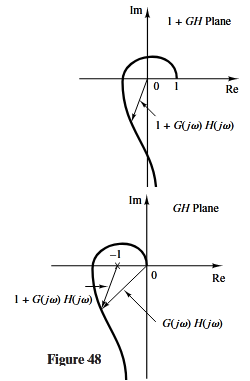 Im
1 + GH Plane
0
1
Re
1 + G(jω) H(jω)
Im
GH Plane
−1
0
Re
1 + G(jω) H(jω)
G(jω) H(jω)
Figure 48